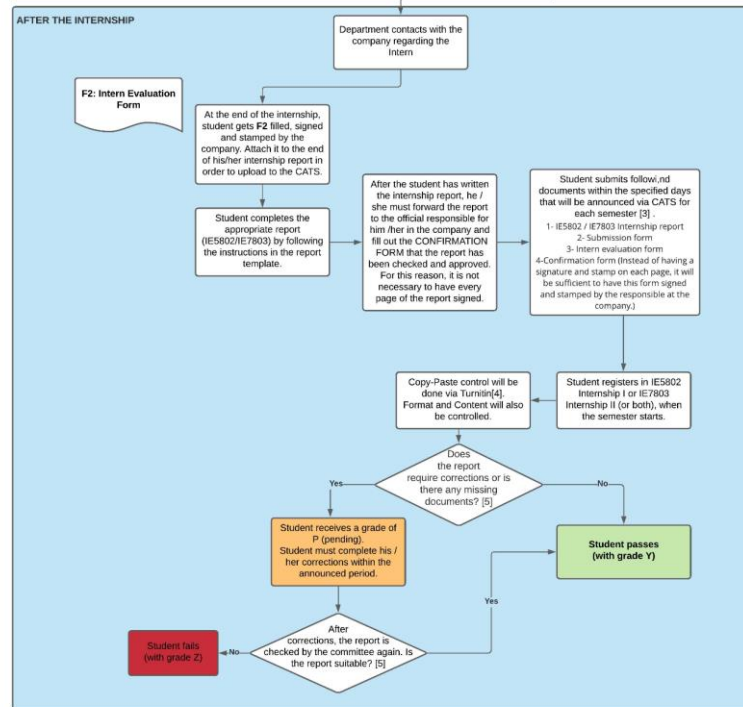 AFTER THE INTERNSHIP
Department contacts with the
company regarding the
Intern
F2: Intern Evaluation
Form
At the end of the internship,
student gets F2 filled, signed
and stamped by the
company. Attach it to the end
of his/her internship report in
order to upload to the CATS.
Student completes the
appropriate report
(IE5802/IE7803) by following
the instructions in the report
template.
After the student has written
the internship report, he /
she must forward the report
to the official responsible for
him /her in the company and
fill out the CONFIRMATION
FORM that the report has
been checked and approved.
For this reason, it is not
necessary to have every
page of the report signed.
Student submits followi,nd
documents within the specified days
that will be announced via CATS for
each semester [3] .
1- IE5802 / IE7803 Internship report
2- Submission form
3- Intern evaluation form
4-Confirmation form (Instead of having a
signature and stamp on each page, it will
be sufficient to have this form signed
and stamped by the responsible at the
company.)
Student registers in IE5802
Internship I or IE7803
Internship II (or both), when
the semester starts.
Copy-Paste control will be
done via Turnitin[4].
Format and Content will also
be controlled.
Does
the report
require corrections or is
there any missing
documents? [5]
Yes
No
Student receives a grade of
P (pending).
Student must complete his /
her corrections within the
announced period.
Student passes
(with grade Y)
Yes
After
corrections, the report is
checked by the committee again. Is
the report suitable? [5]
No
Student fails
(with grade Z)